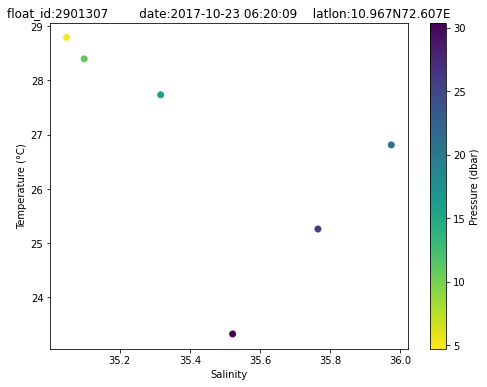 float_id:2901307 date:2017-10-23 06:20:09 latlon:10.967N72.607E
29
28
27
26
25
24
Temperature (°C)
35.2 35.4 35.6 35.8 36.0
Salinity
30
25
20
15
10
5
Pressure (dbar)